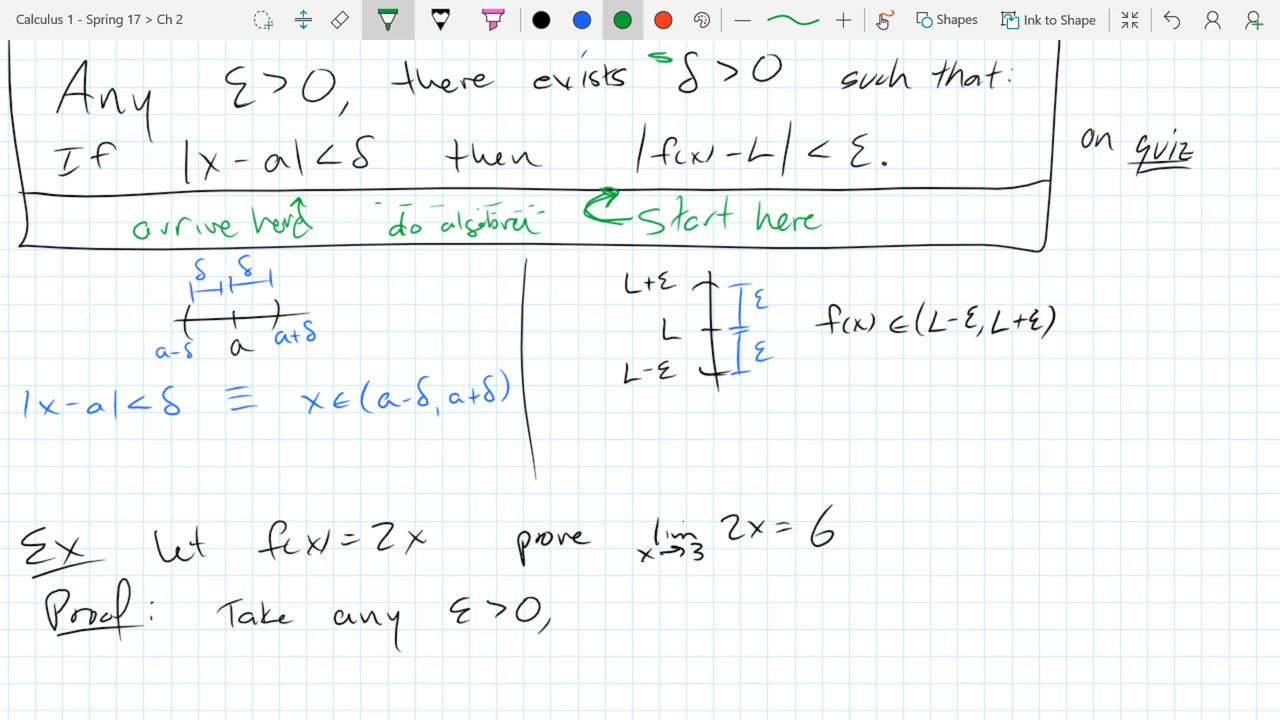 Calculus 1 - Spring 17 > Ch 2
Shapes
Ink to Shape
Any ε > 0, there exists δ > 0 such that:
If |x - a| < δ then |f(x) - L| < ε.
on quiz
arrive here do algebra start here
δ δ
a-δ a a+δ
|x-a| < δ ≡ x ∈ (a-δ, a+δ)
L+ε
ε
L
ε
L-ε
f(x) ∈ (L-ε, L+ε)
Ex Let f(x) = 2x prove lim x→3 2x = 6
Proof: Take any ε > 0,